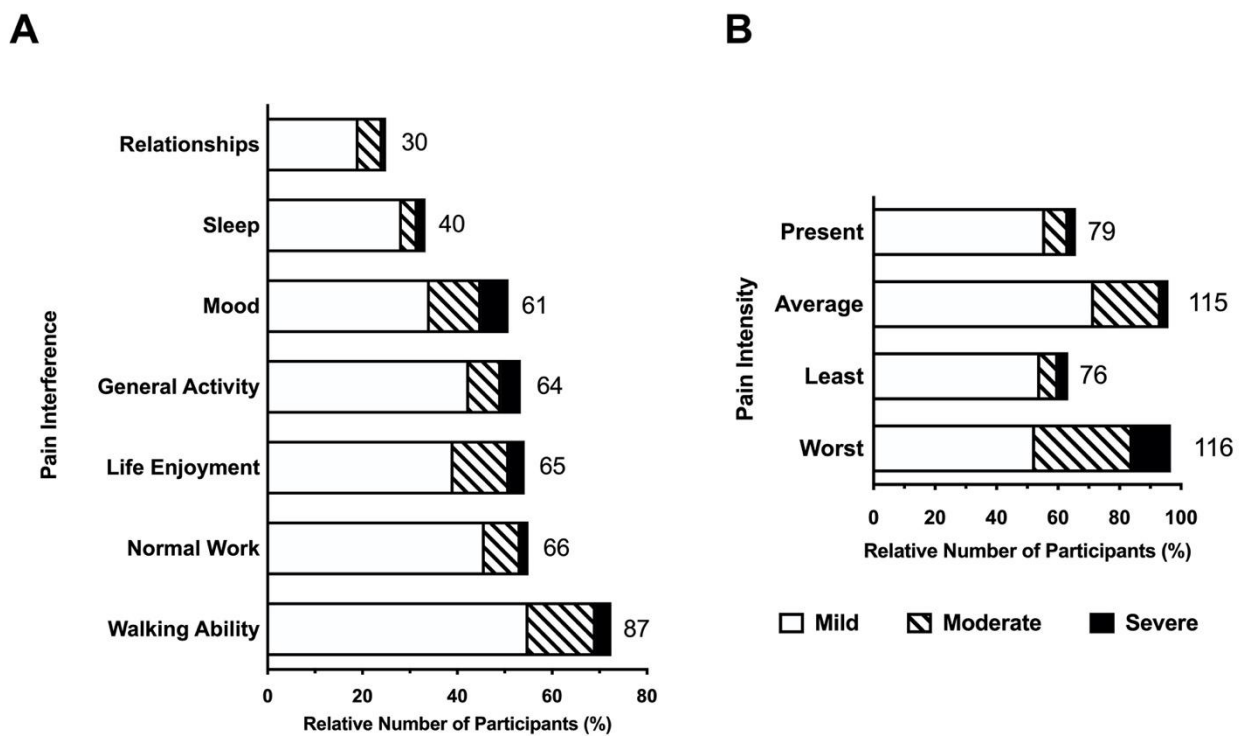 A
Pain Interference
Relationships 30
Sleep 40
Mood 61
General Activity 64
Life Enjoyment 65
Normal Work 66
Walking Ability 87
0 20 40 60 80
Relative Number of Participants (%)
B
Pain Intensity
Present 79
Average 115
Least 76
Worst 116
0 20 40 60 80 100
Relative Number of Participants (%)
Mild Moderate Severe